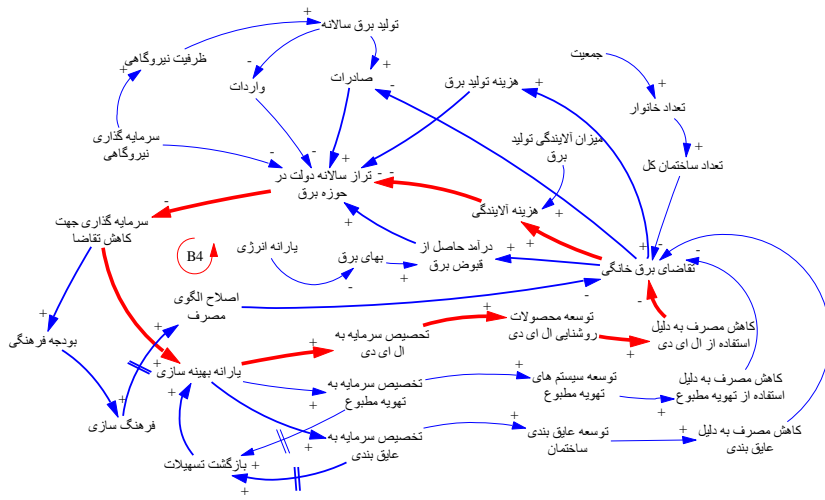 تولید برق سالانه
ظرفیت نیروگاهی
واردات
صادرات
هزینه تولید برق
جمعیت
تعداد خانوار
سرمایه گذاری
نیروگاهی
میزان آلایندگی تولید
برق
تعداد ساختمان کل
تراز سالانه دولت در
حوزه برق
هزینه آلایندگی
سرمایه گذاری جهت
کاهش تقاضا
B4
یارانه انرژی
بهای برق
درآمد حاصل از
قبوض برق
تقاضای برق خانگی
اصلاح الگوی
مصرف
بودجه فرهنگی
توسعه محصولات
روشنایی ال ای دی
کاهش مصرف به دلیل
استفاده از ال ای دی
تخصیص سرمایه به
ال ای دی
یارانه بهینه سازی
تخصیص سرمایه به
تهویه مطبوع
توسعه سیستم های
تهویه مطبوع
کاهش مصرف به دلیل
استفاده از تهویه مطبوع
فرهنگ سازی
تخصیص سرمایه به
عایق بندی
توسعه عایق بندی
ساختمان
کاهش مصرف به دلیل
عایق بندی
بازگشت تسهیلات